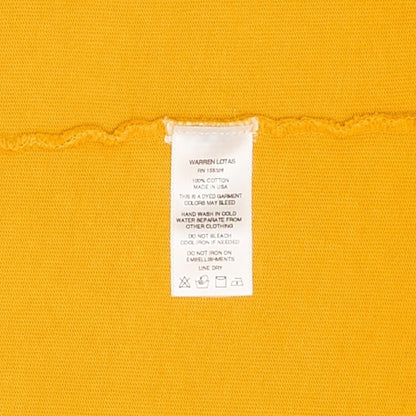 WARREN LOTAS
RN
100% COTTON
MADE IN USA
THIS IS A DYED GARMENT
COLORS MAY BLEED
HAND WASH IN COLD
WATER SEPARATE FROM
OTHER CLOTHING
DO NOT BLEACH
COOL IRON (IF NEEDED)
DO NOT IRON ON
EMBELLISHMENTS
LINE DRY